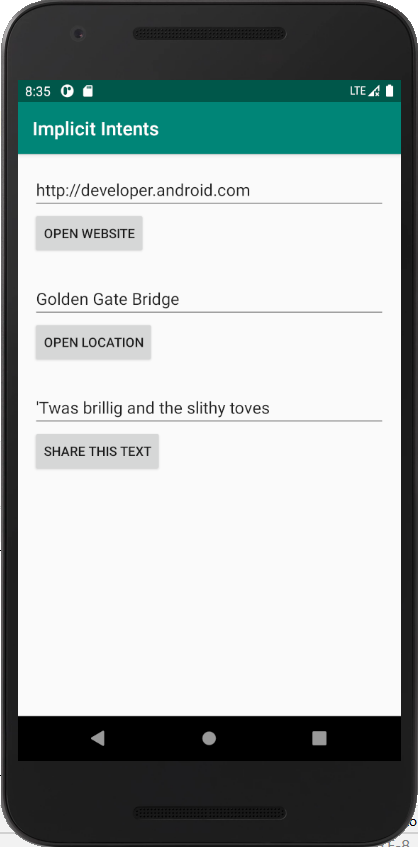 8:35 LTE
Implicit Intents
http://developer.android.com
OPEN WEBSITE
Golden Gate Bridge
OPEN LOCATION
'Twas brillig and the slithy toves
SHARE THIS TEXT